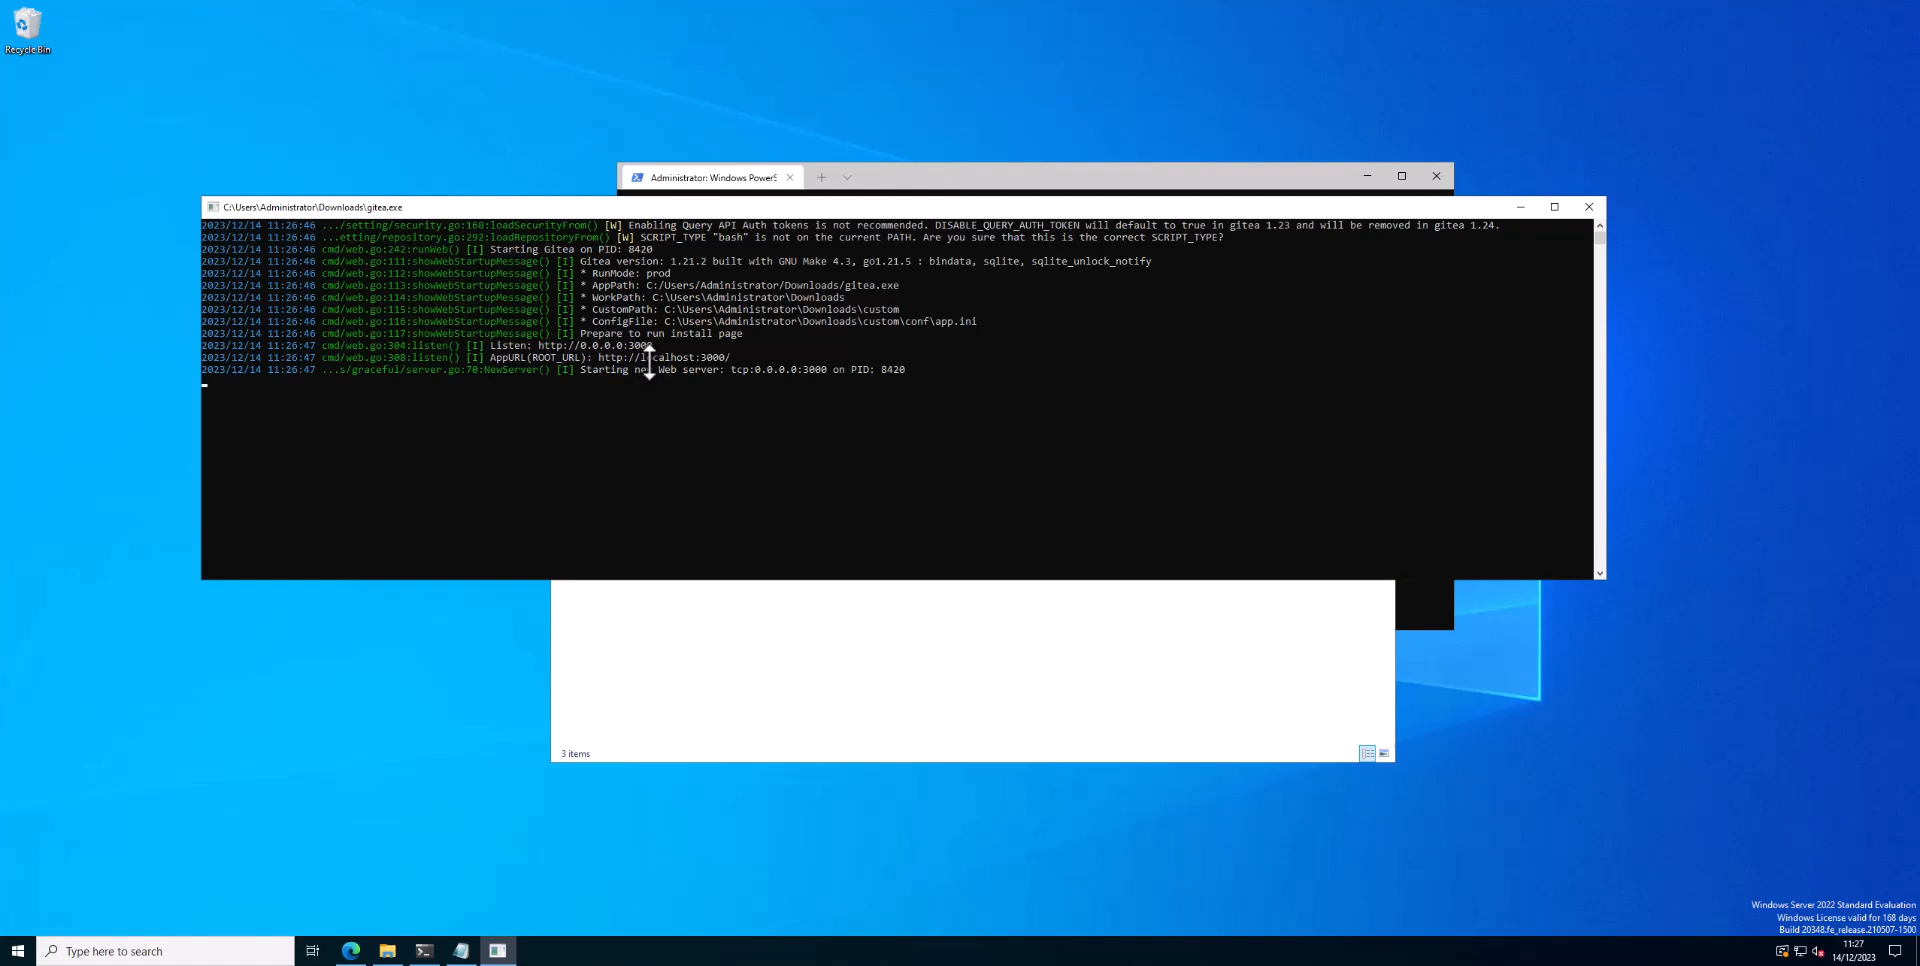 Recycle Bin
Administrator: Windows PowerS
C:\Users\Administrator\Downloads\gitea.exe
2023/12/14 11:26:46 .../setting/security.go:168:loadSecurityFrom() [W] Enabling Query API Auth tokens is not recommended. DISABLE_QUERY_AUTH_TOKEN will default to true in gitea 1.23 and will be removed in gitea 1.24.
2023/12/14 11:26:46 ...etting/repository.go:292:loadRepositoryFrom() [W] SCRIPT_TYPE "bash" is not on the current PATH. Are you sure that this is the correct SCRIPT_TYPE?
2023/12/14 11:26:46 cmd/web.go:242:runWeb() [I] Starting Gitea on PID: 8420
2023/12/14 11:26:46 cmd/web.go:111:showWebStartupMessage() [I] Gitea version: 1.21.2 built with GNU Make 4.3, go1.21.5 : bindata, sqlite, sqlite_unlock_notify
2023/12/14 11:26:46 cmd/web.go:112:showWebStartupMessage() [I] * RunMode: prod
2023/12/14 11:26:46 cmd/web.go:113:showWebStartupMessage() [I] * AppPath: C:/Users/Administrator/Downloads/gitea.exe
2023/12/14 11:26:46 cmd/web.go:114:showWebStartupMessage() [I] * WorkPath: C:\Users\Administrator\Downloads
2023/12/14 11:26:46 cmd/web.go:115:showWebStartupMessage() [I] * CustomPath: C:\Users\Administrator\Downloads\custom
2023/12/14 11:26:46 cmd/web.go:116:showWebStartupMessage() [I] * ConfigFile: C:\Users\Administrator\Downloads\custom\conf\app.ini
2023/12/14 11:26:46 cmd/web.go:117:showWebStartupMessage() [I] Prepare to run install page
2023/12/14 11:26:47 cmd/web.go:304:listen() [I] Listen: http://0.0.0.0:3000
2023/12/14 11:26:47 cmd/web.go:308:listen() [I] AppURL(ROOT_URL): http://localhost:3000/
2023/12/14 11:26:47 ...s/graceful/server.go:70:NewServer() [I] Starting new Web server: tcp:0.0.0.0:3000 on PID: 8420
3 items
Windows Server 2022 Standard Evaluation
Windows License valid for 168 days
Build 20348.fe_release.210507-1500
Type here to search
11:27
14/12/2023